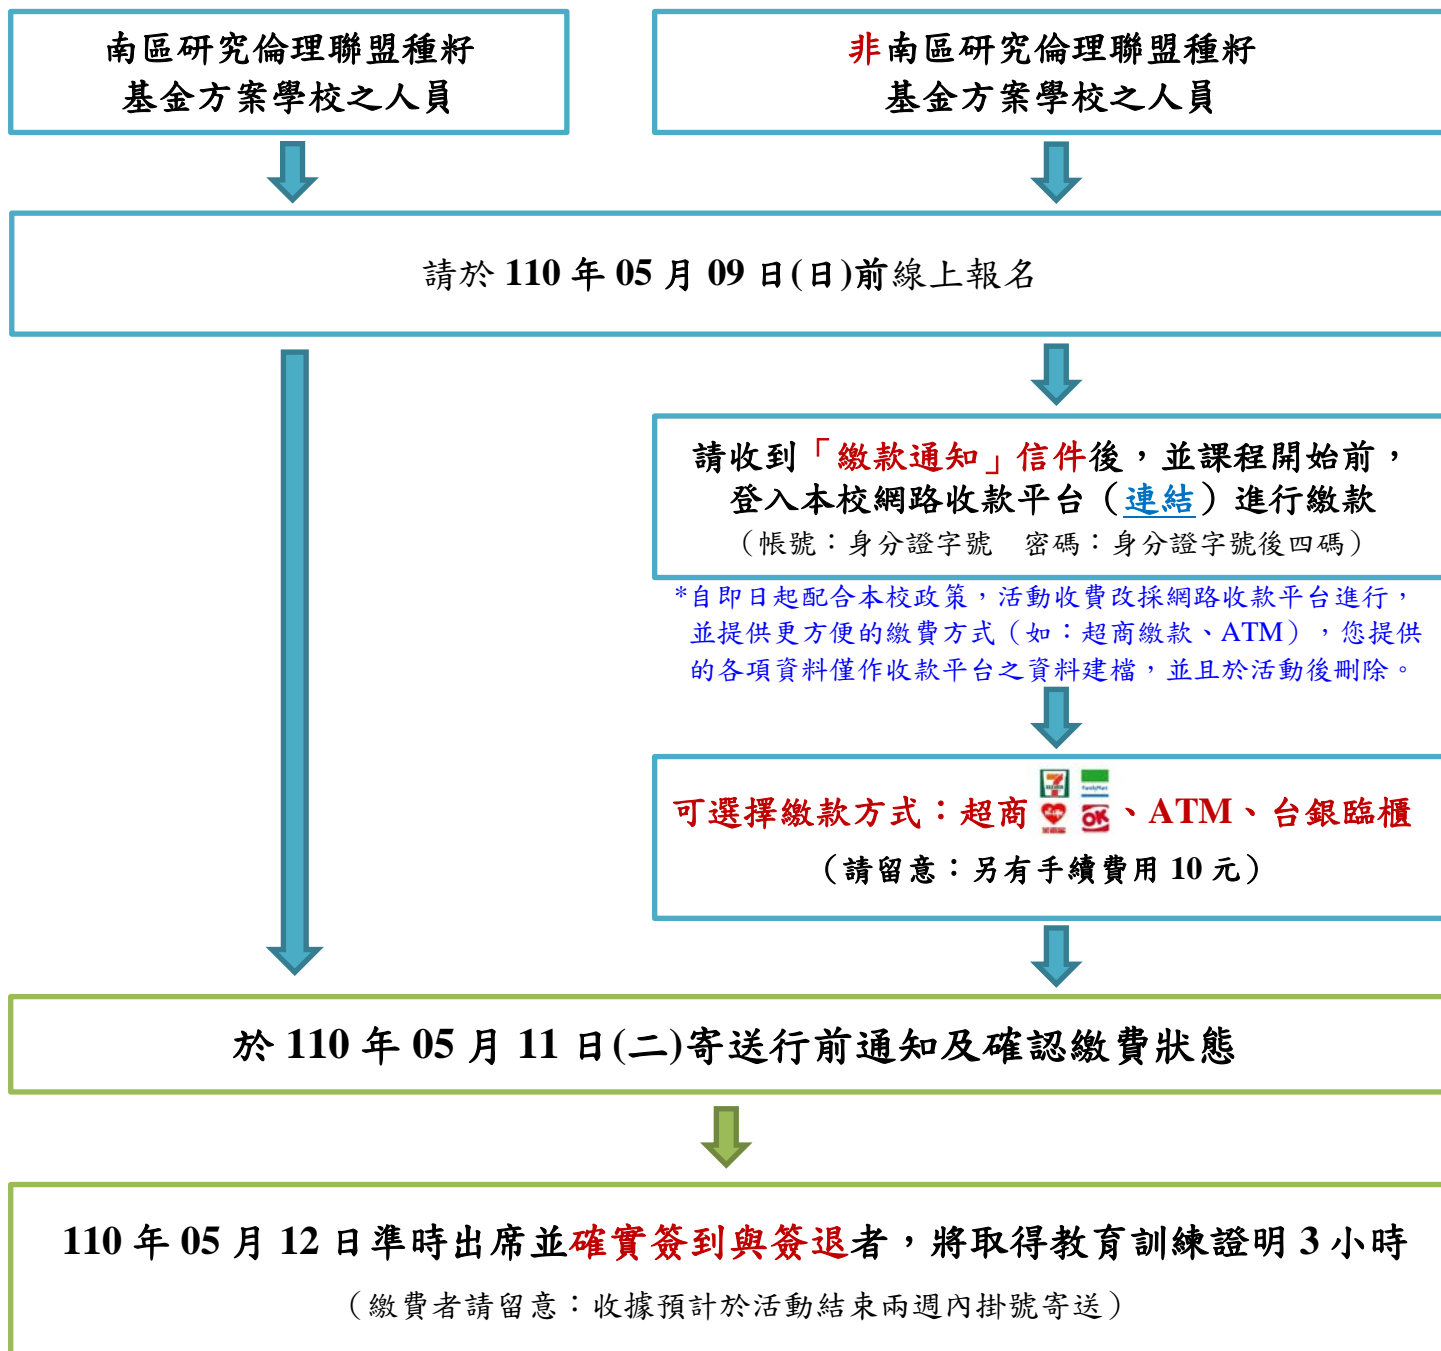 南區研究倫理聯盟種籽
基金方案學校之人員
非南區研究倫理聯盟種籽
基金方案學校之人員
請於 110 年 05 月 09 日(日)前線上報名
請收到「繳款通知」信件後，並課程開始前，
登入本校網路收款平台（連結）進行繳款
（帳號：身分證字號　密碼：身分證字號後四碼）
*自即日起配合本校政策，活動收費改採網路收款平台進行，
並提供更方便的繳費方式（如：超商繳款、ATM），您提供
的各項資料僅作收款平台之資料建檔，並且於活動後刪除。
可選擇繳款方式：超商 7 ELEVEN FamilyMart OK、ATM、台銀臨櫃
（請留意：另有手續費用 10 元）
於 110 年 05 月 11 日(二)寄送行前通知及確認繳費狀態
110 年 05 月 12 日準時出席並確實簽到與簽退者，將取得教育訓練證明 3 小時
（繳費者請留意：收據預計於活動結束兩週內掛號寄送）